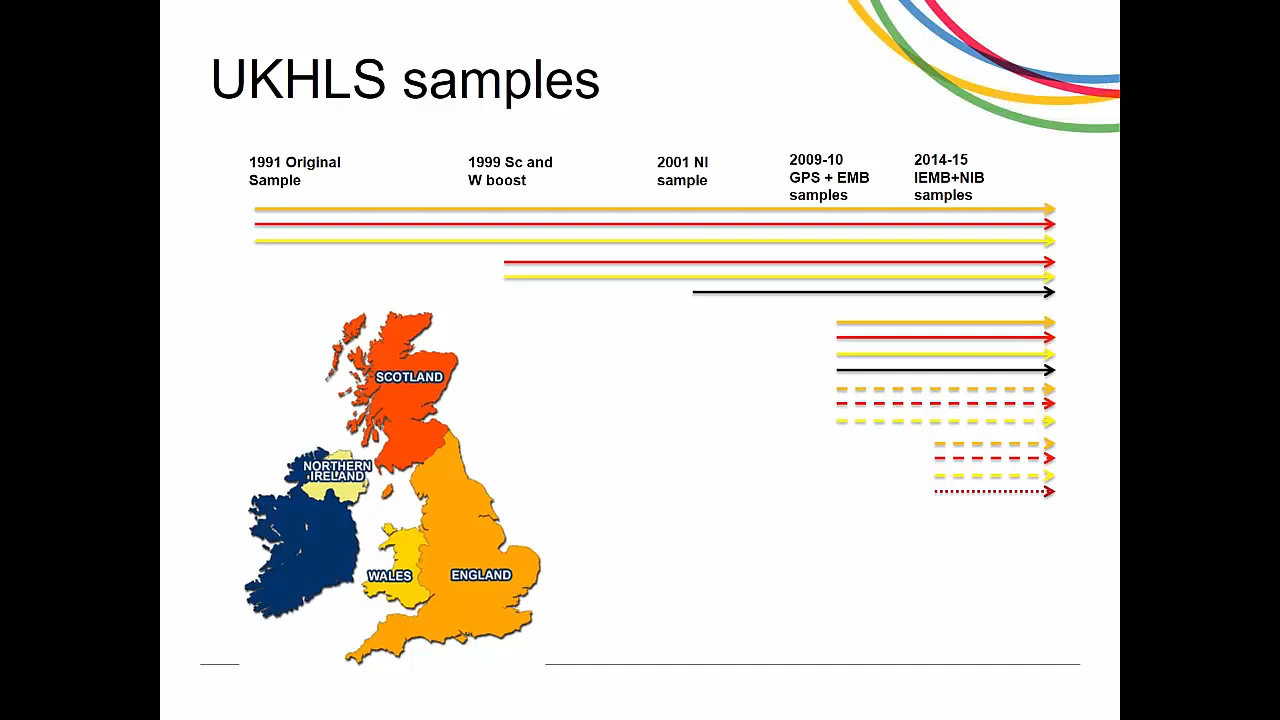 UKHLS samples
1991 Original
Sample
1999 Sc and
W boost
2001 NI
sample
2009-10
GPS + EMB
samples
2014-15
IEMB+NIB
samples
SCOTLAND
NORTHERN
IRELAND
WALES
ENGLAND